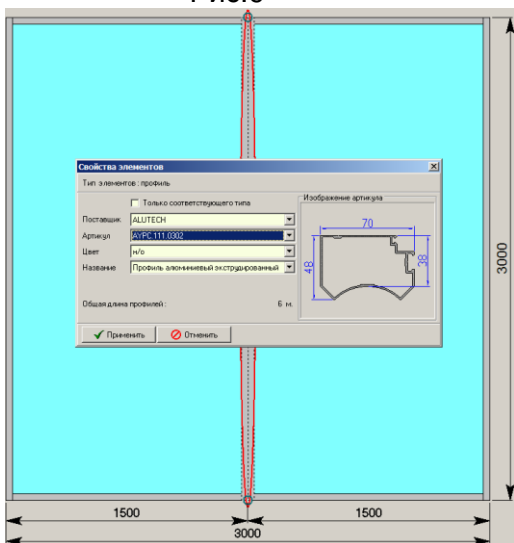 Свойства элементов
Тип элементов : профиль
Только соответствующего типа
Поставщик ALUTECH
Артикул AYPC.111.0302
Цвет н/о
Название Профиль алюминиевый экструдированный
Общая длина профилей : 6 м.
Применить
Отменить
Изображение артикула
70
48
38
3000
1500
1500
3000